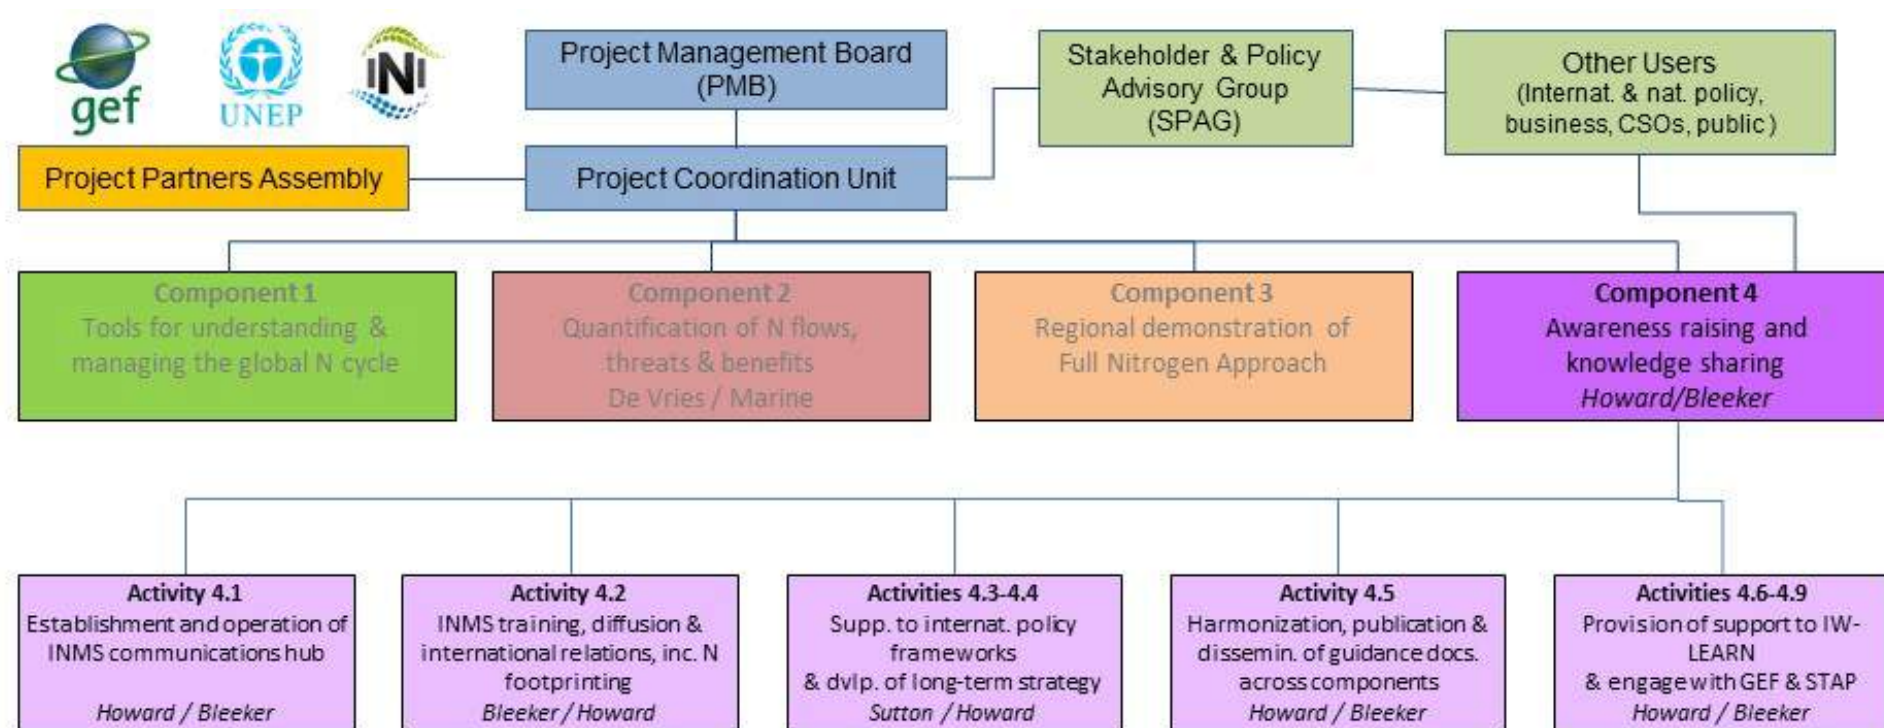 gef
UNEP
INI
Project Management Board
(PMB)
Stakeholder & Policy
Advisory Group
(SPAG)
Other Users
(Internat. & nat. policy,
business, CSOs, public )
Project Partners Assembly
Project Coordination Unit
Component 1
Tools for understanding &
managing the global N cycle
Component 2
Quantification of N flows,
threats & benefits
De Vries / Marine
Component 3
Regional demonstration of
Full Nitrogen Approach
Component 4
Awareness raising and
knowledge sharing
Howard/Bleeker
Activity 4.1
Establishment and operation of
INMS communications hub
Howard / Bleeker
Activity 4.2
INMS training, diffusion &
international relations, inc. N
footprinting
Bleeker / Howard
Activities 4.3-4.4
Supp. to internat. policy
frameworks
& dvlp. of long-term strategy
Sutton / Howard
Activity 4.5
Harmonization, publication &
dissemin. of guidance docs.
across components
Howard / Bleeker
Activities 4.6-4.9
Provision of support to IW-
LEARN
& engage with GEF & STAP
Howard / Bleeker